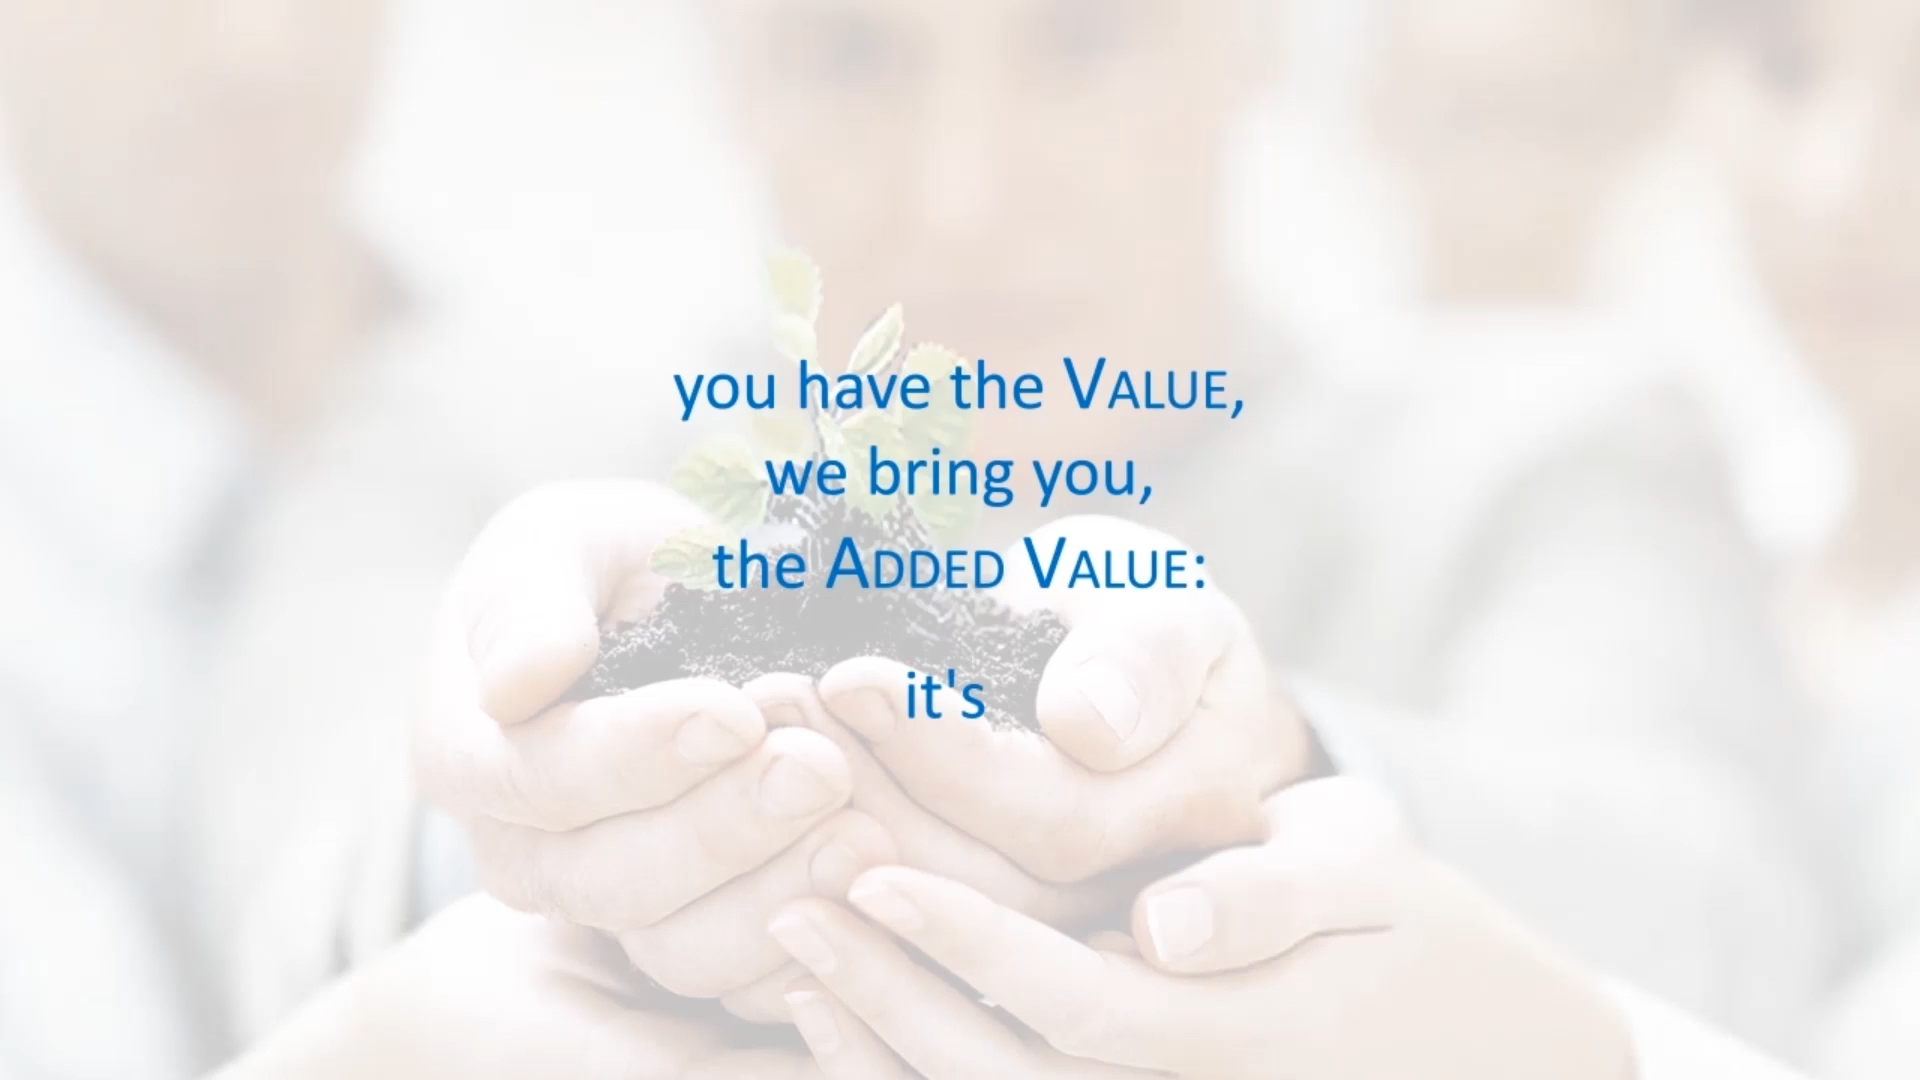 you have the VALUE,
we bring you,
the ADDED VALUE:
it's